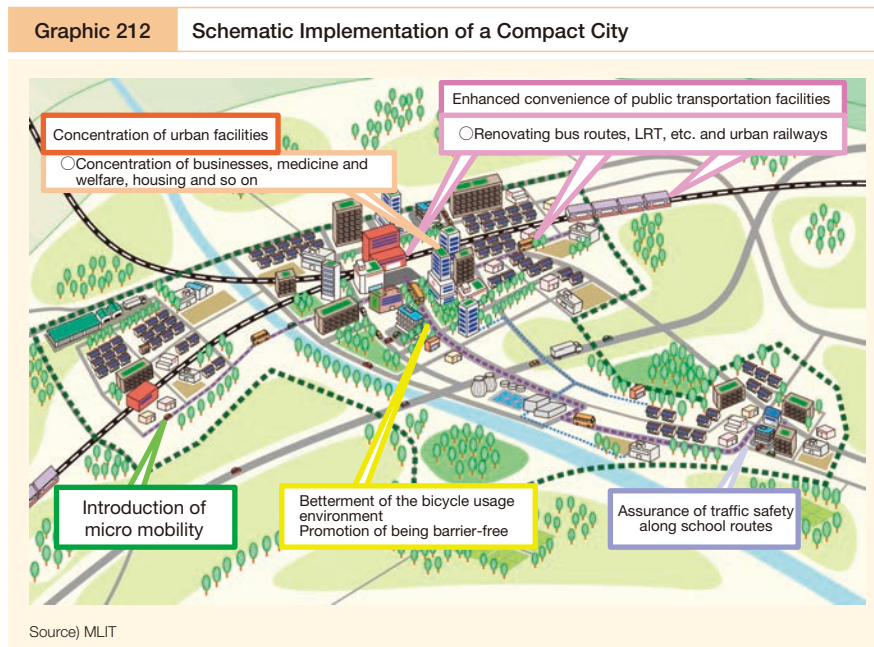 Graphic 212
Schematic Implementation of a Compact City
Enhanced convenience of public transportation facilities
○Renovating bus routes, LRT, etc. and urban railways
Concentration of urban facilities
○Concentration of businesses, medicine and
welfare, housing and so on
Introduction of
micro mobility
Betterment of the bicycle usage
environment
Promotion of being barrier-free
Assurance of traffic safety
along school routes
Source) MLIT